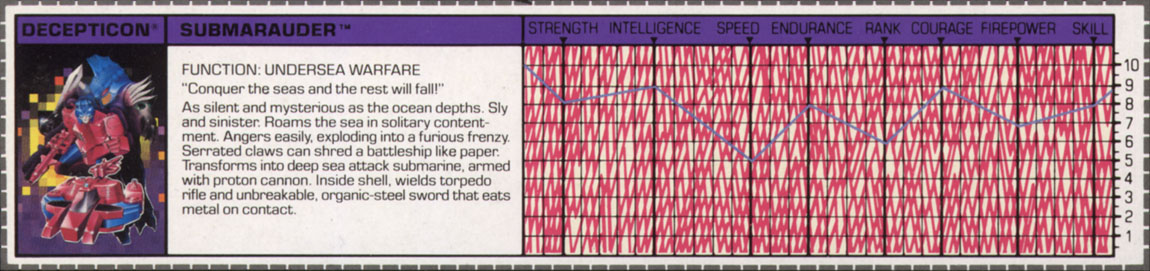 DECEPTICON®
SUBMARAUDER™
FUNCTION: UNDERSEA WARFARE
"Conquer the seas and the rest will fall!"
As silent and mysterious as the ocean depths. Sly
and sinister. Roams the sea in solitary content-
ment. Angers easily, exploding into a furious frenzy.
Serrated claws can shred a battleship like paper.
Transforms into deep sea attack submarine, armed
with proton cannon. Inside shell, wields torpedo
rifle and unbreakable, organic-steel sword that eats
metal on contact.
STRENGTH INTELLIGENCE SPEED ENDURANCE RANK COURAGE FIREPOWER SKILL
10
9
8
7
6
5
4
3
2
1